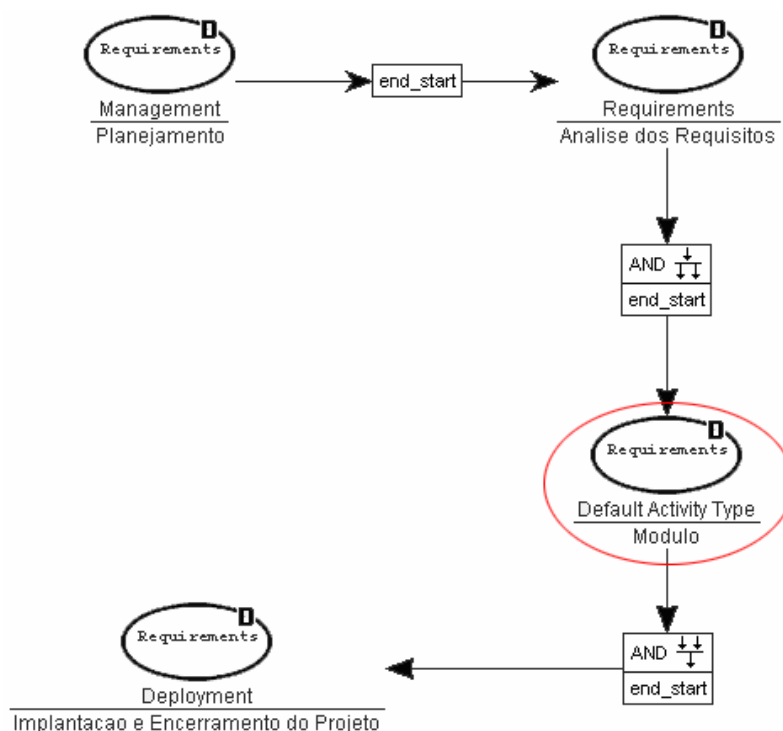 D
Requirements
Management
Planejamento
end_start
D
Requirements
Requirements
Analise dos Requisitos
AND
end_start
D
Requirements
Default Activity Type
Modulo
AND
end_start
D
Requirements
Deployment
Implantacao e Encerramento do Projeto